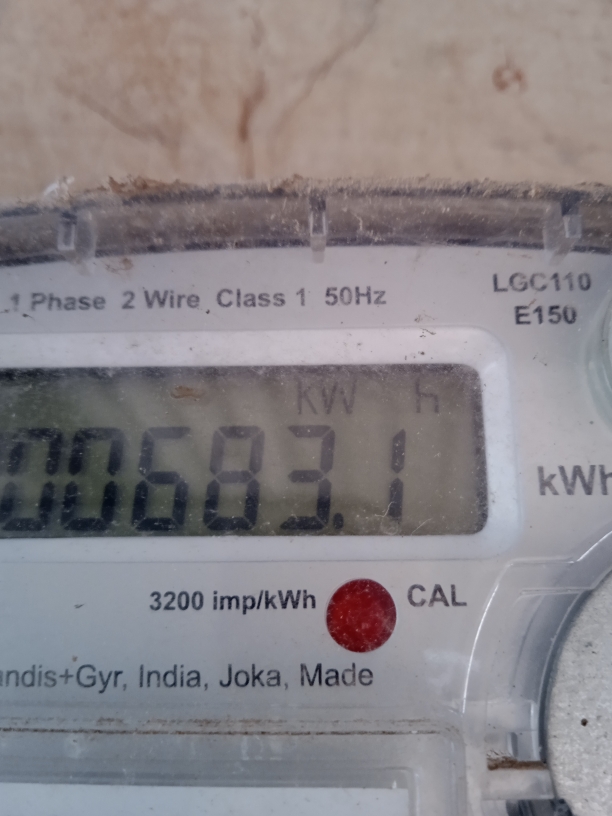 1 Phase 2 Wire Class 1 50Hz
LGC110
E150
kW h
00683.1
kWh
3200 imp/kWh CAL
undis+Gyr, India, Joka, Made